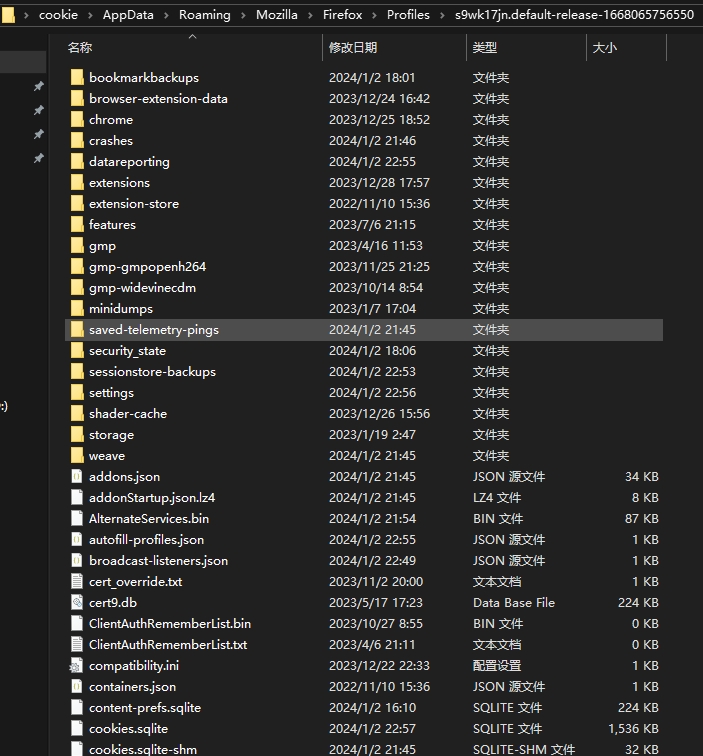 cookie > AppData > Roaming > Mozilla > Firefox > Profiles > s9wk17jn.default-release-1668065756550
名称 修改日期 类型 大小
bookmarkbackups 2024/1/2 18:01 文件夹
browser-extension-data 2023/12/24 16:42 文件夹
chrome 2023/12/25 18:52 文件夹
crashes 2024/1/2 21:46 文件夹
datareporting 2024/1/2 22:55 文件夹
extensions 2023/12/28 17:57 文件夹
extension-store 2022/11/10 15:36 文件夹
features 2023/7/6 21:15 文件夹
gmp 2023/4/16 11:53 文件夹
gmp-gmpopenh264 2023/11/25 21:25 文件夹
gmp-widevinecdm 2023/10/14 8:54 文件夹
minidumps 2023/1/7 17:04 文件夹
saved-telemetry-pings 2024/1/2 21:45 文件夹
security_state 2024/1/2 18:06 文件夹
sessionstore-backups 2024/1/2 22:53 文件夹
:) settings 2024/1/2 22:56 文件夹
shader-cache 2023/12/26 15:56 文件夹
storage 2023/1/19 2:47 文件夹
weave 2024/1/2 21:45 文件夹
addons.json 2024/1/2 21:45 JSON 源文件 34 KB
addonStartup.json.lz4 2024/1/2 21:45 LZ4 文件 8 KB
AlternateServices.bin 2024/1/2 21:54 BIN 文件 87 KB
autofill-profiles.json 2024/1/2 22:55 JSON 源文件 1 KB
broadcast-listeners.json 2024/1/2 22:49 JSON 源文件 1 KB
cert_override.txt 2023/11/2 20:00 文本文档 1 KB
cert9.db 2023/5/17 17:23 Data Base File 224 KB
ClientAuthRememberList.bin 2023/10/27 8:55 BIN 文件 0 KB
ClientAuthRememberList.txt 2023/4/6 21:11 文本文档 0 KB
compatibility.ini 2023/12/22 22:33 配置设置 1 KB
containers.json 2022/11/10 15:36 JSON 源文件 1 KB
content-prefs.sqlite 2024/1/2 16:10 SQLITE 文件 224 KB
cookies.sqlite 2024/1/2 22:57 SQLITE 文件 1,536 KB
cookies.sqlite-shm 2024/1/2 21:45 SQLITE-SHM 文件 32 KB